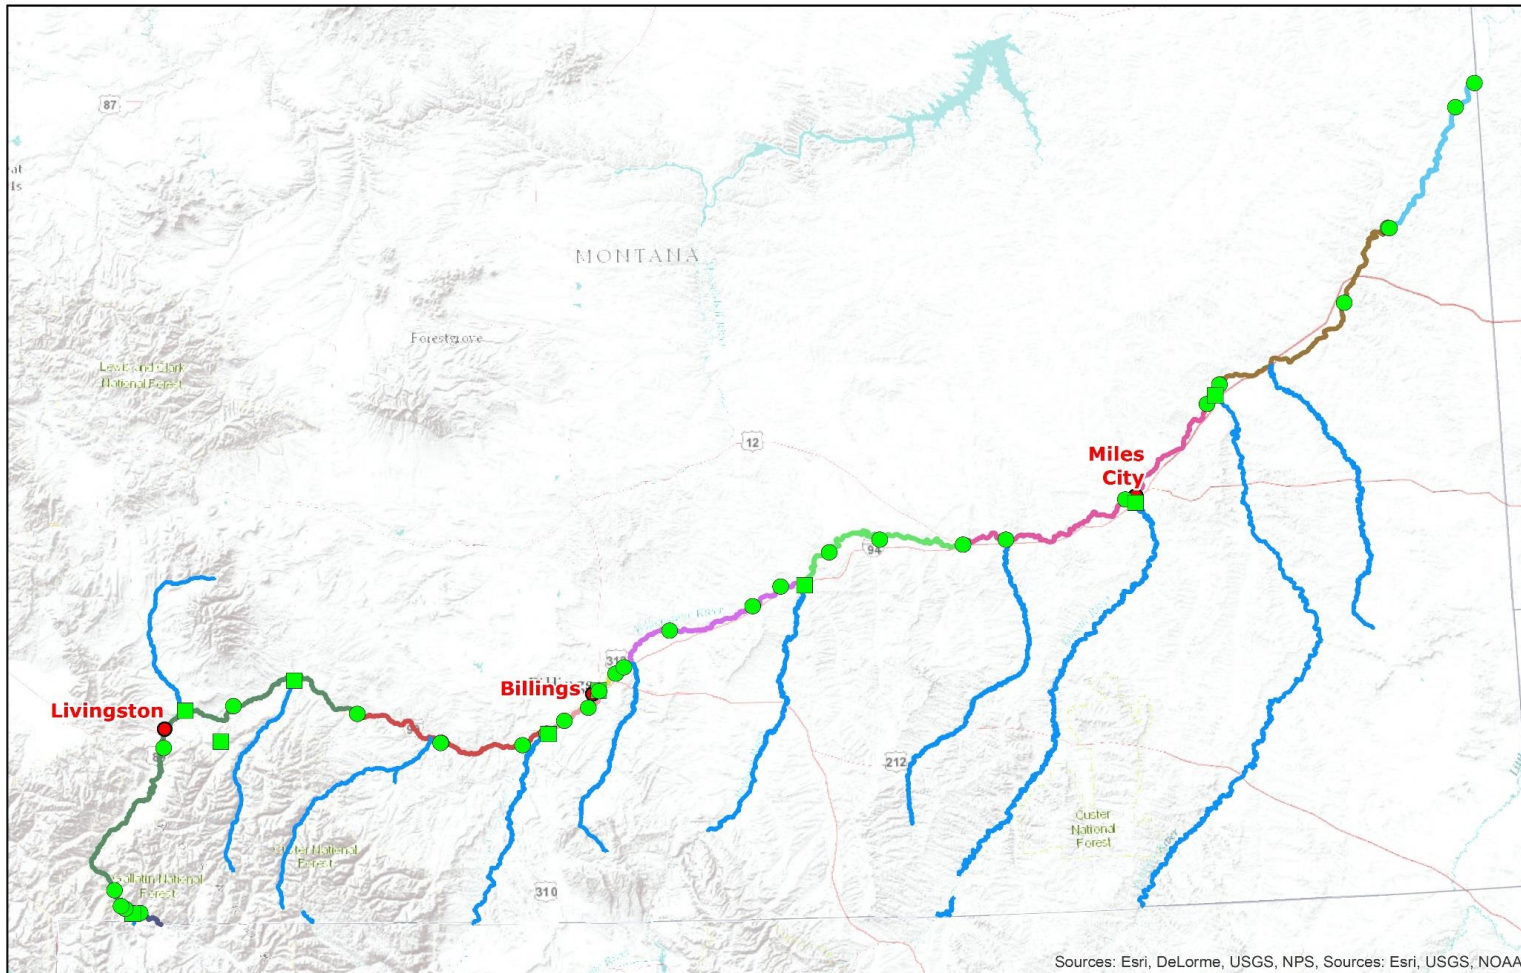 87
MONTANA
Forestgrove
Lewis and Clark
National Forest
12
Miles
City
94
312
Billings
Livingston
212
Custer
National
Forest
National
Forest
Gallatin National
Forest
310
Sources: Esri, DeLorme, USGS, NPS, Sources: Esri, USGS, NOAA